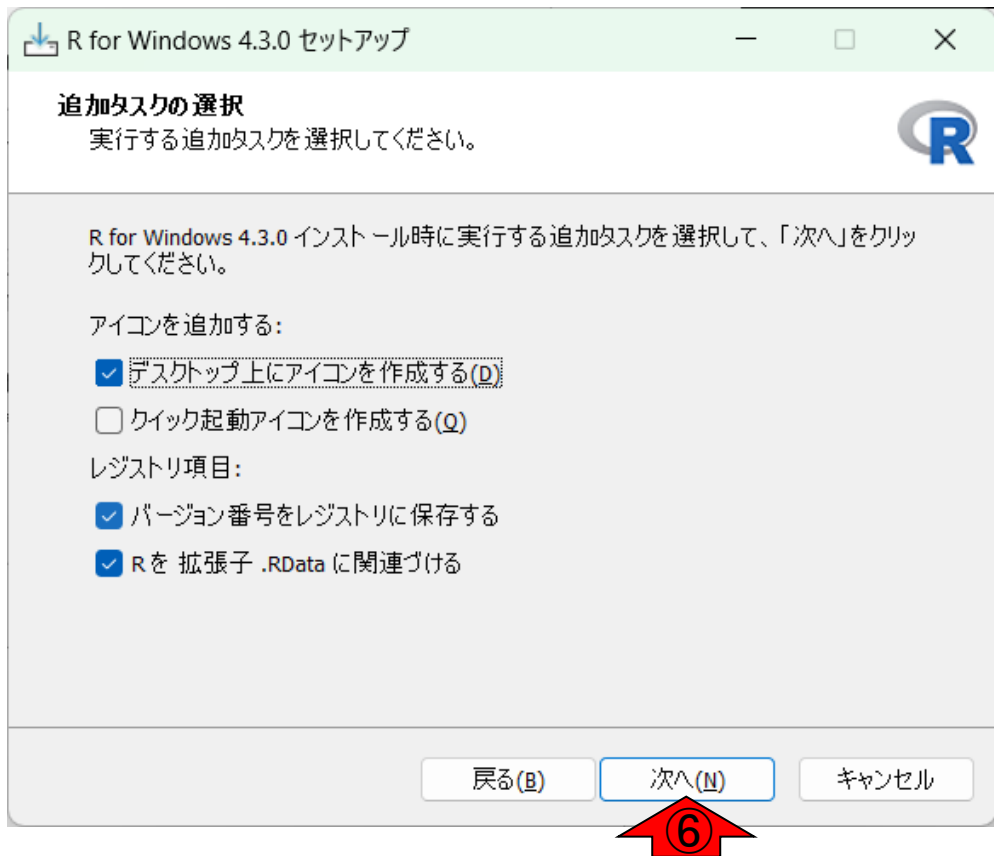 R for Windows 4.3.0 セットアップ
追加タスクの選択
実行する追加タスクを選択してください。
R
R for Windows 4.3.0 インストール時に実行する追加タスクを選択して、「次へ」をクリッ
クしてください。
アイコンを追加する:
デスクトップ上にアイコンを作成する(D)
クイック起動アイコンを作成する(Q)
レジストリ項目:
バージョン番号をレジストリに保存する
Rを 拡張子 .RData に関連づける
戻る(B) 次へ(N) キャンセル
⑥